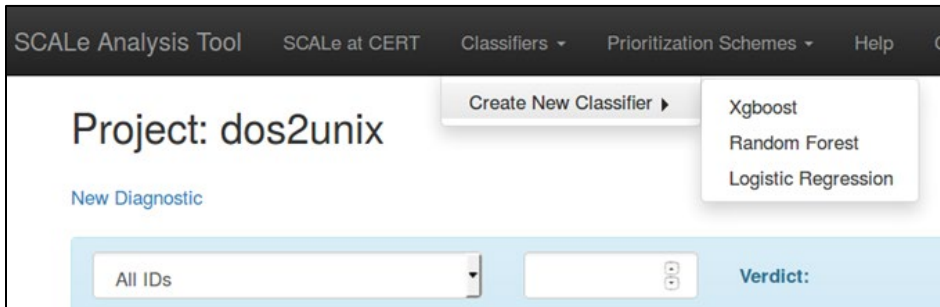 SCALe Analysis Tool SCALe at CERT Classifiers Prioritization Schemes Help
Create New Classifier
Xgboost
Random Forest
Logistic Regression
Project: dos2unix
New Diagnostic
All IDs Verdict: